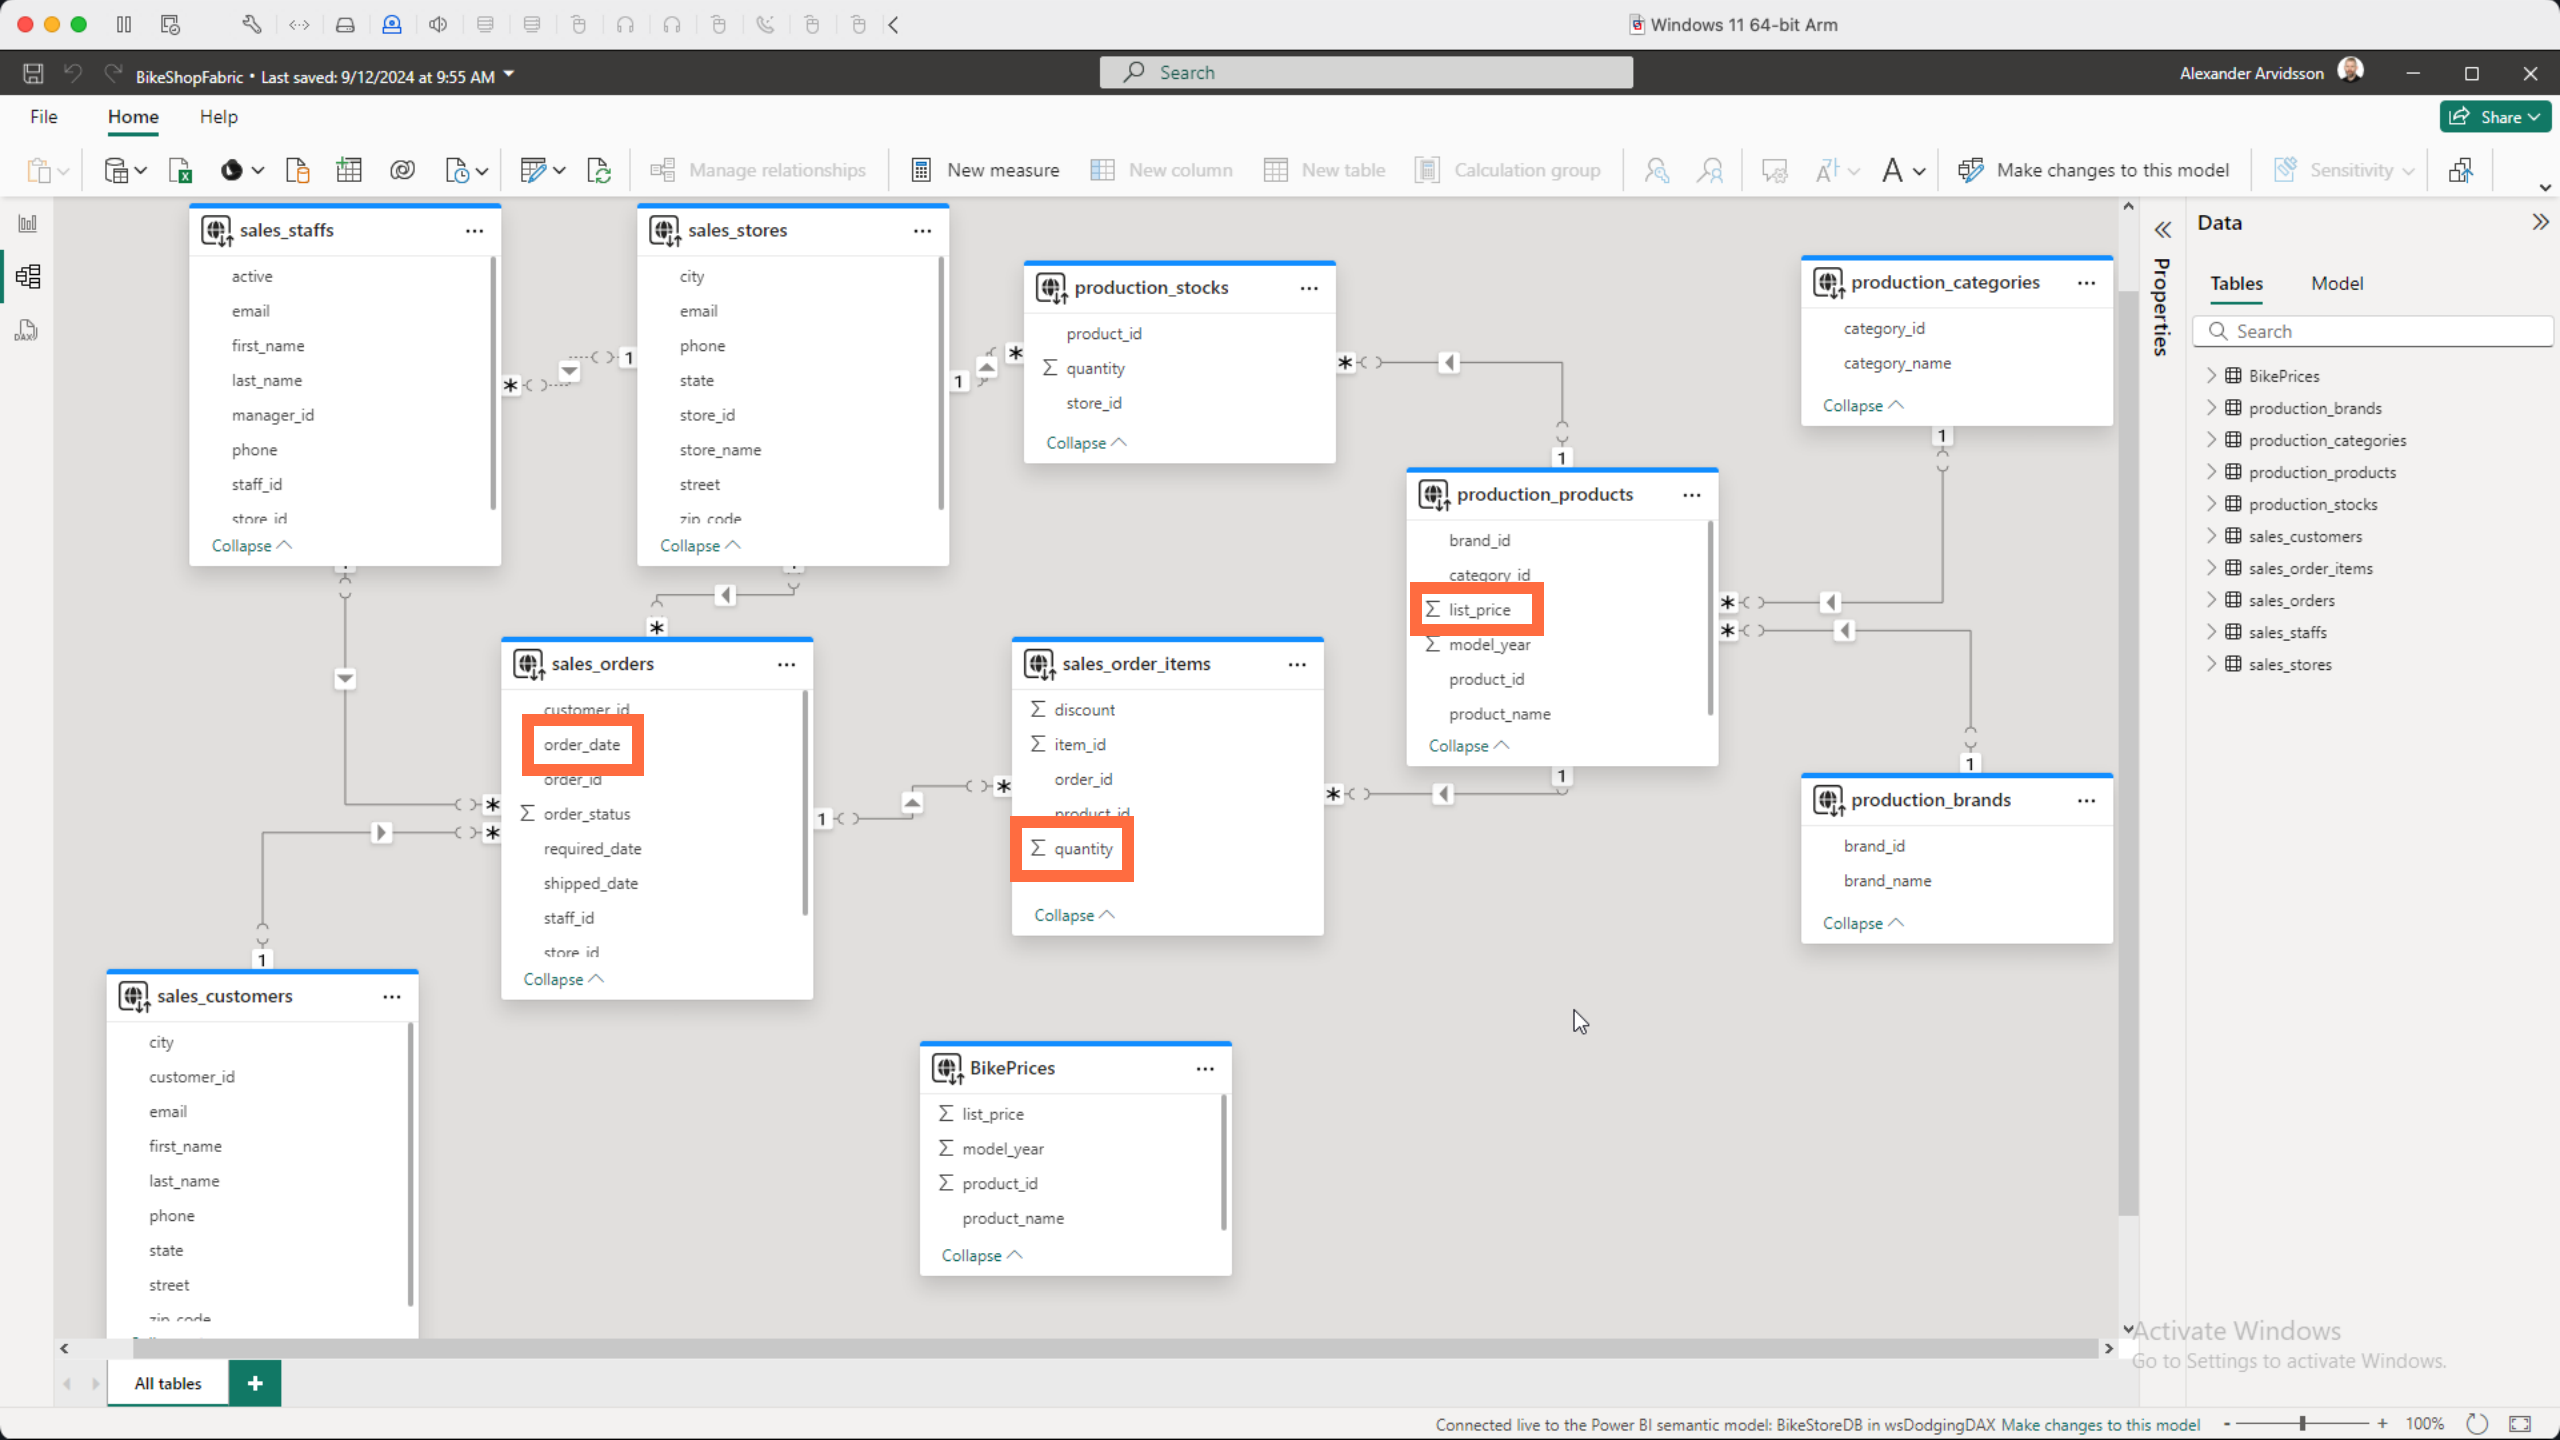 Windows 11 64-bit Arm
BikeShopFabric • Last saved: 9/12/2024 at 9:55 AM
Search
Alexander Arvidsson
File
Home
Help
Share
Manage relationships
New measure
New column
New table
Calculation group
Make changes to this model
Sensitivity
sales_staffs
active
email
first_name
last_name
manager_id
phone
staff_id
store_id
Collapse
sales_stores
city
email
phone
state
store_id
store_name
street
zip_code
Collapse
production_stocks
product_id
quantity
store_id
Collapse
production_categories
category_id
category_name
Collapse
production_products
brand_id
category_id
list_price
model_year
product_id
product_name
Collapse
sales_orders
customer_id
order_date
order_id
order_status
required_date
shipped_date
staff_id
store_id
Collapse
sales_order_items
discount
item_id
order_id
product_id
quantity
Collapse
production_brands
brand_id
brand_name
Collapse
sales_customers
city
customer_id
email
first_name
last_name
phone
state
street
zip_code
BikePrices
list_price
model_year
product_id
product_name
Collapse
Properties
Data
Tables
Model
Search
BikePrices
production_brands
production_categories
production_products
production_stocks
sales_customers
sales_order_items
sales_orders
sales_staffs
sales_stores
Activate Windows
Go to Settings to activate Windows.
All tables
Connected live to the Power BI semantic model: BikeStoreDB in wsDodgingDAX Make changes to this model
100%